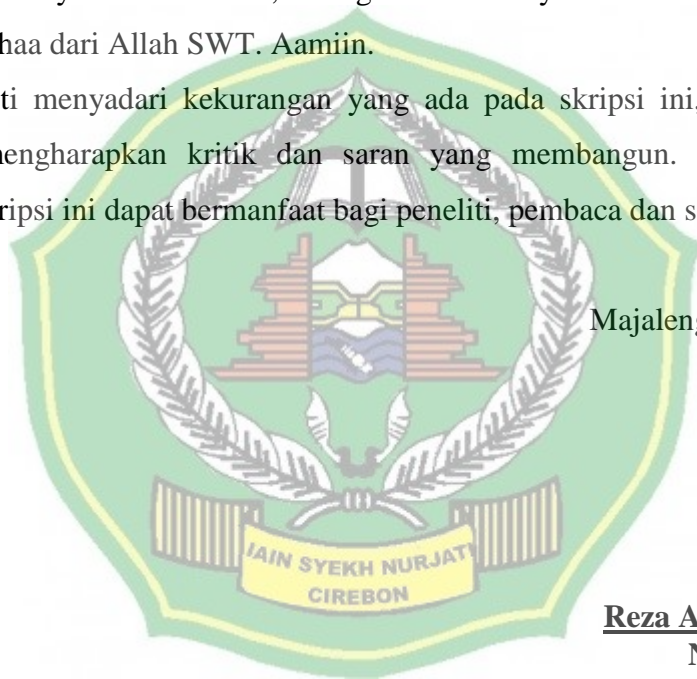 haa dari Allah SWT. Aamiin.
ti menyadari kekurangan yang ada pada skripsi ini,
engharapkan kritik dan saran yang membangun.
ripsi ini dapat bermanfaat bagi peneliti, pembaca dan s
Majaleng
IAIN SYEKH NURJATI
CIREBON
Reza A
N